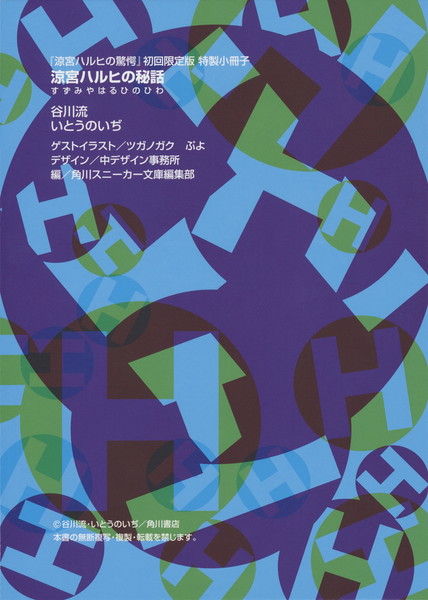 『涼宮ハルヒの驚愕』初回限定版 特製小冊子
涼宮ハルヒの秘話
すずみやはるひのひわ
谷川流
いとうのいぢ
ゲストイラスト／ツガノガク　ぷよ
デザイン／中デザイン事務所
編／角川スニーカー文庫編集部
H
H
H
H
H
H
H
H
H
©谷川流・いとうのいぢ／角川書店
本書の無断複写・複製・転載を禁じます。